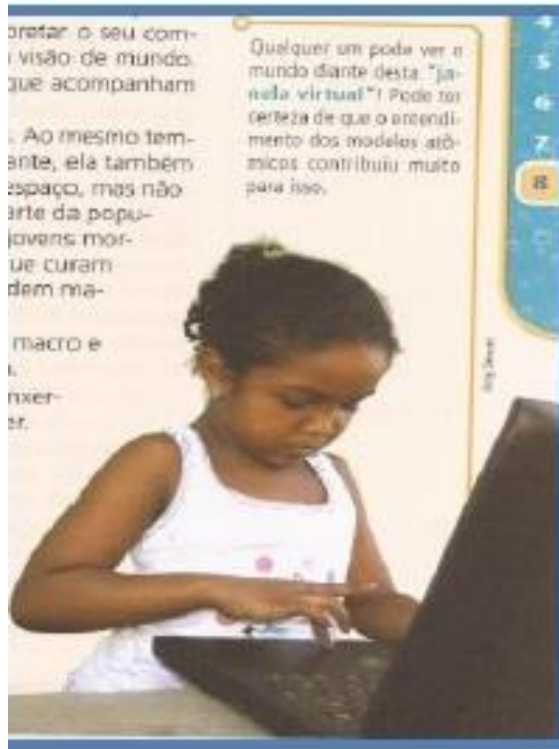 pretar o seu com-
visão de mundo.
que acompanham
. Ao mesmo tem-
ante, ela também
espaço, mas não
arte da popu-
jovens mor-
ue curam
dem ma-
macro e
nxer-
er.
Qualquer um pode ver o
mundo diante desta "ja-
nela virtual"! Pode ter
certeza de que o entendi-
mento dos modelos atô-
micos contribuiu muito
para isso.
4
5
6
7
8